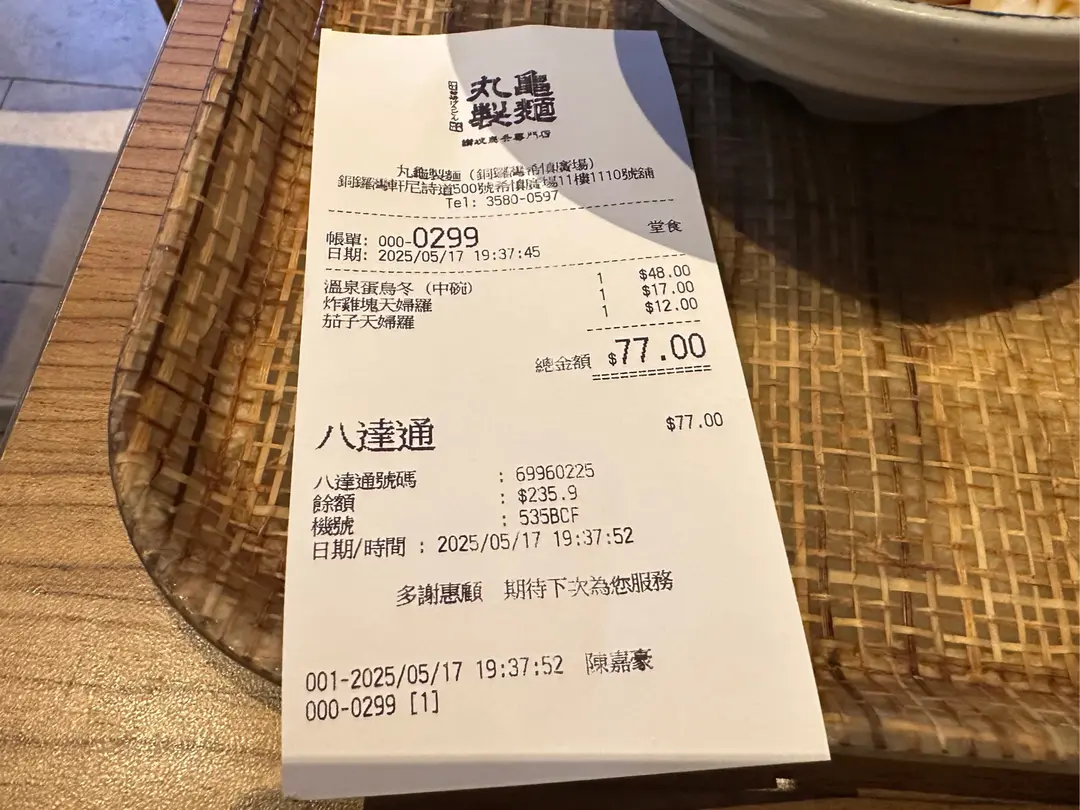 丸亀
製麵
讃岐烏冬專門店
丸龜製麵 (銅鑼灣希慎廣場)
銅鑼灣軒尼詩道500號希慎廣場11樓1110號舖
Tel: 3580-0597
堂食
帳單: 000-0299
日期: 2025/05/17 19:37:45
溫泉蛋烏冬 (中碗) 1 $48.00
炸雞塊天婦羅 1 $17.00
茄子天婦羅 1 $12.00
總金額 $77.00
八達通 $77.00
八達通號碼 : 69960225
餘額 : $235.9
機號 : 535BCF
日期/時間 : 2025/05/17 19:37:52
多謝惠顧 期待下次為您服務
001-2025/05/17 19:37:52 陳嘉豪
000-0299 [1]